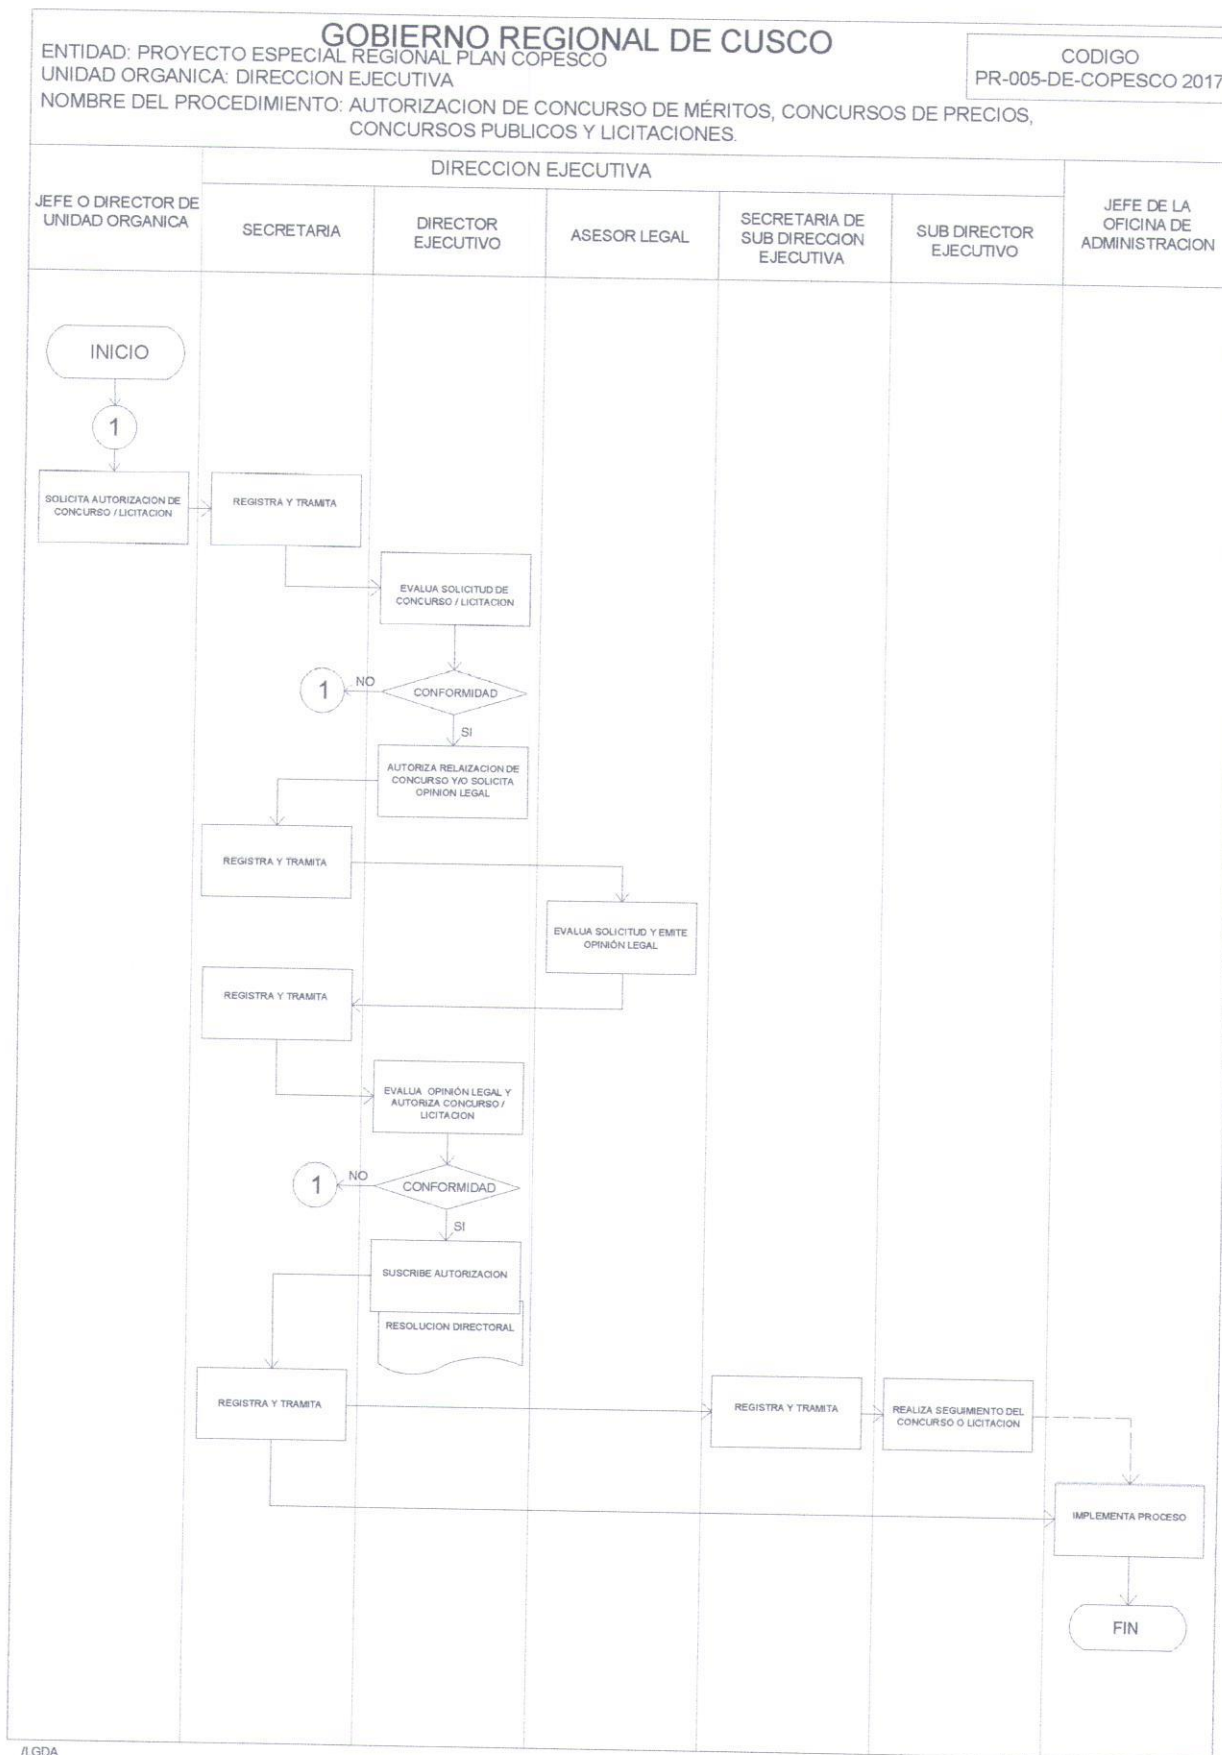 GOBIERNO REGIONAL DE CUSCO
ENTIDAD: PROYECTO ESPECIAL REGIONAL PLAN COPESCO
UNIDAD ORGANICA: DIRECCION EJECUTIVA
CODIGO
PR-005-DE-COPESCO 2017
NOMBRE DEL PROCEDIMIENTO: AUTORIZACION DE CONCURSO DE MÉRITOS, CONCURSOS DE PRECIOS,
CONCURSOS PUBLICOS Y LICITACIONES.
DIRECCION EJECUTIVA
JEFE O DIRECTOR DE
UNIDAD ORGANICA
SECRETARIA
DIRECTOR
EJECUTIVO
ASESOR LEGAL
SECRETARIA DE
SUB DIRECCION
EJECUTIVA
SUB DIRECTOR
EJECUTIVO
JEFE DE LA
OFICINA DE
ADMINISTRACION
INICIO
1
SOLICITA AUTORIZACION DE
CONCURSO / LICITACION
REGISTRA Y TRAMITA
EVALUA SOLICITUD DE
CONCURSO / LICITACION
1
NO
CONFORMIDAD
SI
AUTORIZA RELAIZACION DE
CONCURSO Y/O SOLICITA
OPINION LEGAL
REGISTRA Y TRAMITA
EVALUA SOLICITUD Y EMITE
OPINIÓN LEGAL
REGISTRA Y TRAMITA
EVALUA OPINIÓN LEGAL Y
AUTORIZA CONCURSO /
LICITACION
1
NO
CONFORMIDAD
SI
SUSCRIBE AUTORIZACION
RESOLUCION DIRECTORAL
REGISTRA Y TRAMITA
REGISTRA Y TRAMITA
REALIZA SEGUIMIENTO DEL
CONCURSO O LICITACION
IMPLEMENTA PROCESO
FIN
/LGDA